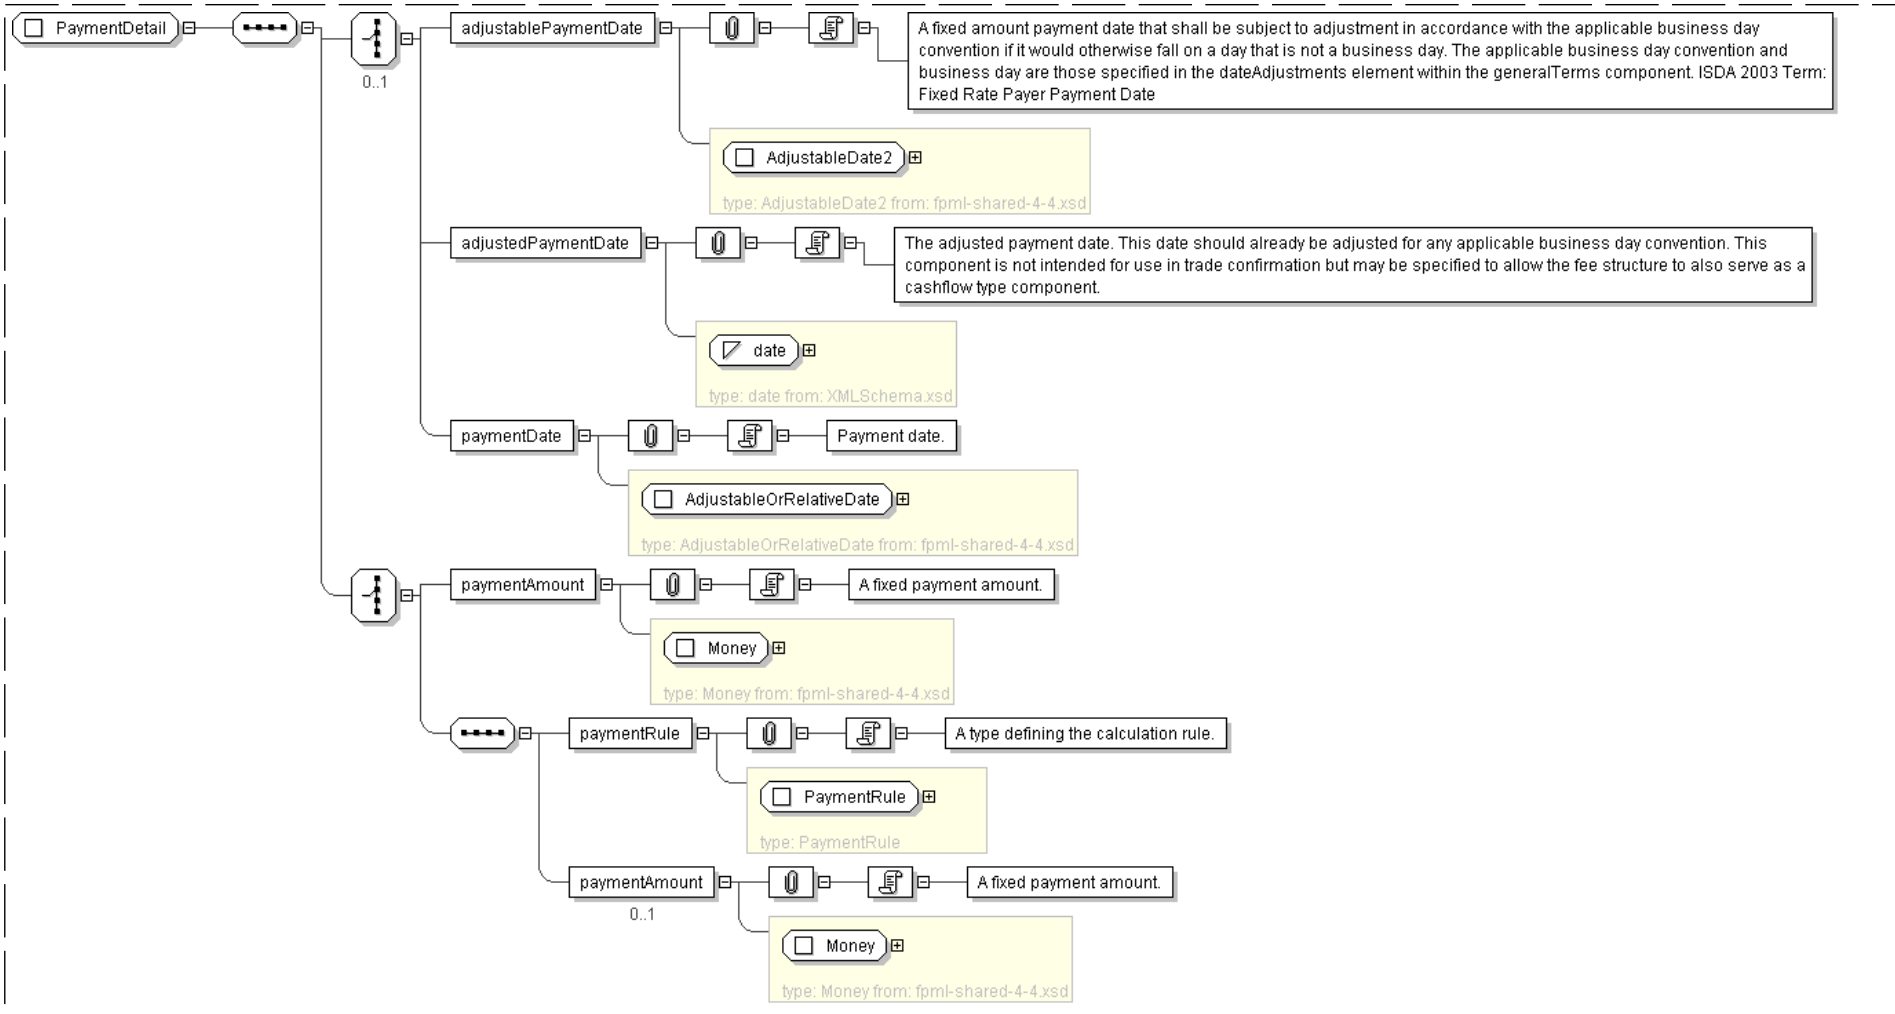 PaymentDetail
0..1
adjustablePaymentDate
A fixed amount payment date that shall be subject to adjustment in accordance with the applicable business day
convention if it would otherwise fall on a day that is not a business day. The applicable business day convention and
business day are those specified in the dateAdjustments element within the generalTerms component. ISDA 2003 Term:
Fixed Rate Payer Payment Date
AdjustableDate2
type: AdjustableDate2 from: fpml-shared-4-4.xsd
adjustedPaymentDate
The adjusted payment date. This date should already be adjusted for any applicable business day convention. This
component is not intended for use in trade confirmation but may be specified to allow the fee structure to also serve as a
cashflow type component.
date
type: date from: XMLSchema.xsd
paymentDate
Payment date.
AdjustableOrRelativeDate
type: AdjustableOrRelativeDate from: fpml-shared-4-4.xsd
paymentAmount
A fixed payment amount.
Money
type: Money from: fpml-shared-4-4.xsd
paymentRule
A type defining the calculation rule.
PaymentRule
type: PaymentRule
paymentAmount
0..1
A fixed payment amount.
Money
type: Money from: fpml-shared-4-4.xsd